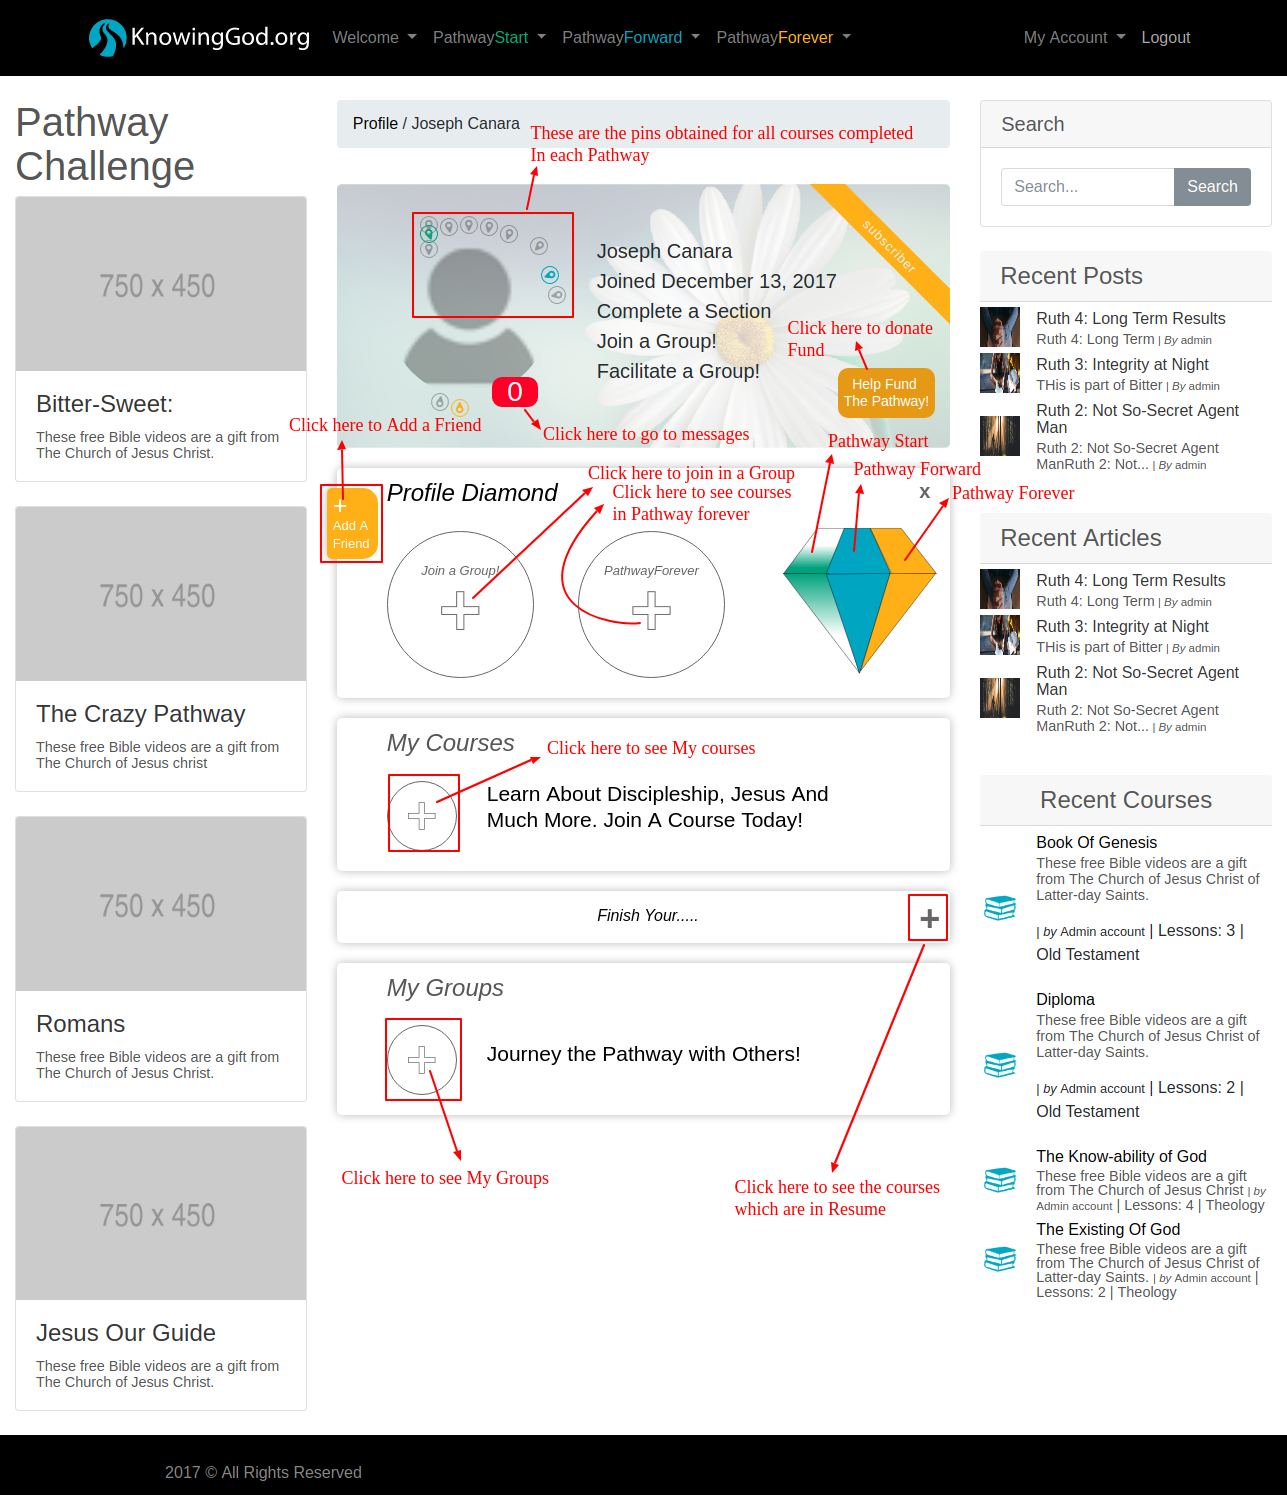 KnowingGod.org
Welcome
PathwayStart
PathwayForward
PathwayForever
My Account
Logout
Pathway
Challenge
750 x 450
Bitter-Sweet:
These free Bible videos are a gift from
The Church of Jesus Christ.
750 x 450
The Crazy Pathway
These free Bible videos are a gift from
The Church of Jesus christ
750 x 450
Romans
These free Bible videos are a gift from
The Church of Jesus Christ.
750 x 450
Jesus Our Guide
These free Bible videos are a gift from
The Church of Jesus Christ.
Profile / Joseph Canara
These are the pins obtained for all courses completed
In each Pathway
subscriber
Joseph Canara
Joined December 13, 2017
Complete a Section
Join a Group!
Facilitate a Group!
Click here to donate
Fund
Help Fund
The Pathway!
0
Click here to Add a Friend
Click here to go to messages
Pathway Start
Pathway Forward
Pathway Forever
Click here to join in a Group
Click here to see courses
in Pathway forever
+
Add A
Friend
Profile Diamond
x
Join a Group!
PathwayForever
My Courses
Click here to see My courses
Learn About Discipleship, Jesus And
Much More. Join A Course Today!
Finish Your.....
+
My Groups
Journey the Pathway with Others!
Click here to see My Groups
Click here to see the courses
which are in Resume
Search
Search...
Search
Recent Posts
Ruth 4: Long Term Results
Ruth 4: Long Term | By admin
Ruth 3: Integrity at Night
THis is part of Bitter | By admin
Ruth 2: Not So-Secret Agent
Man
Ruth 2: Not So-Secret Agent
ManRuth 2: Not... | By admin
Recent Articles
Ruth 4: Long Term Results
Ruth 4: Long Term | By admin
Ruth 3: Integrity at Night
THis is part of Bitter | By admin
Ruth 2: Not So-Secret Agent
Man
Ruth 2: Not So-Secret Agent
ManRuth 2: Not... | By admin
Recent Courses
Book Of Genesis
These free Bible videos are a gift
from The Church of Jesus Christ of
Latter-day Saints.
| by Admin account | Lessons: 3 |
Old Testament
Diploma
These free Bible videos are a gift
from The Church of Jesus Christ of
Latter-day Saints.
| by Admin account | Lessons: 2 |
Old Testament
The Know-ability of God
These free Bible videos are a gift
from The Church of Jesus Christ | by
Admin account | Lessons: 4 | Theology
The Existing Of God
These free Bible videos are a gift
from The Church of Jesus Christ of
Latter-day Saints. | by Admin account |
Lessons: 2 | Theology
2017 © All Rights Reserved